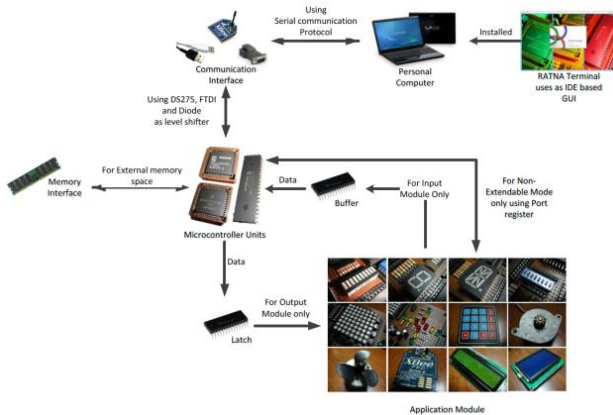 Using
Serial communication
Protocol
Installed
Communication
Interface
Personal
Computer
RATNA Terminal
uses as IDE based
GUI
Using DS275, FTDI
and Diode
as level shifter
For External memory
space
Memory
Interface
Data
Buffer
For Input
Module Only
For Non-
Extendable Mode
only using Port
register
Microcontroller Units
Data
For Output
Module only
Latch
Application Module